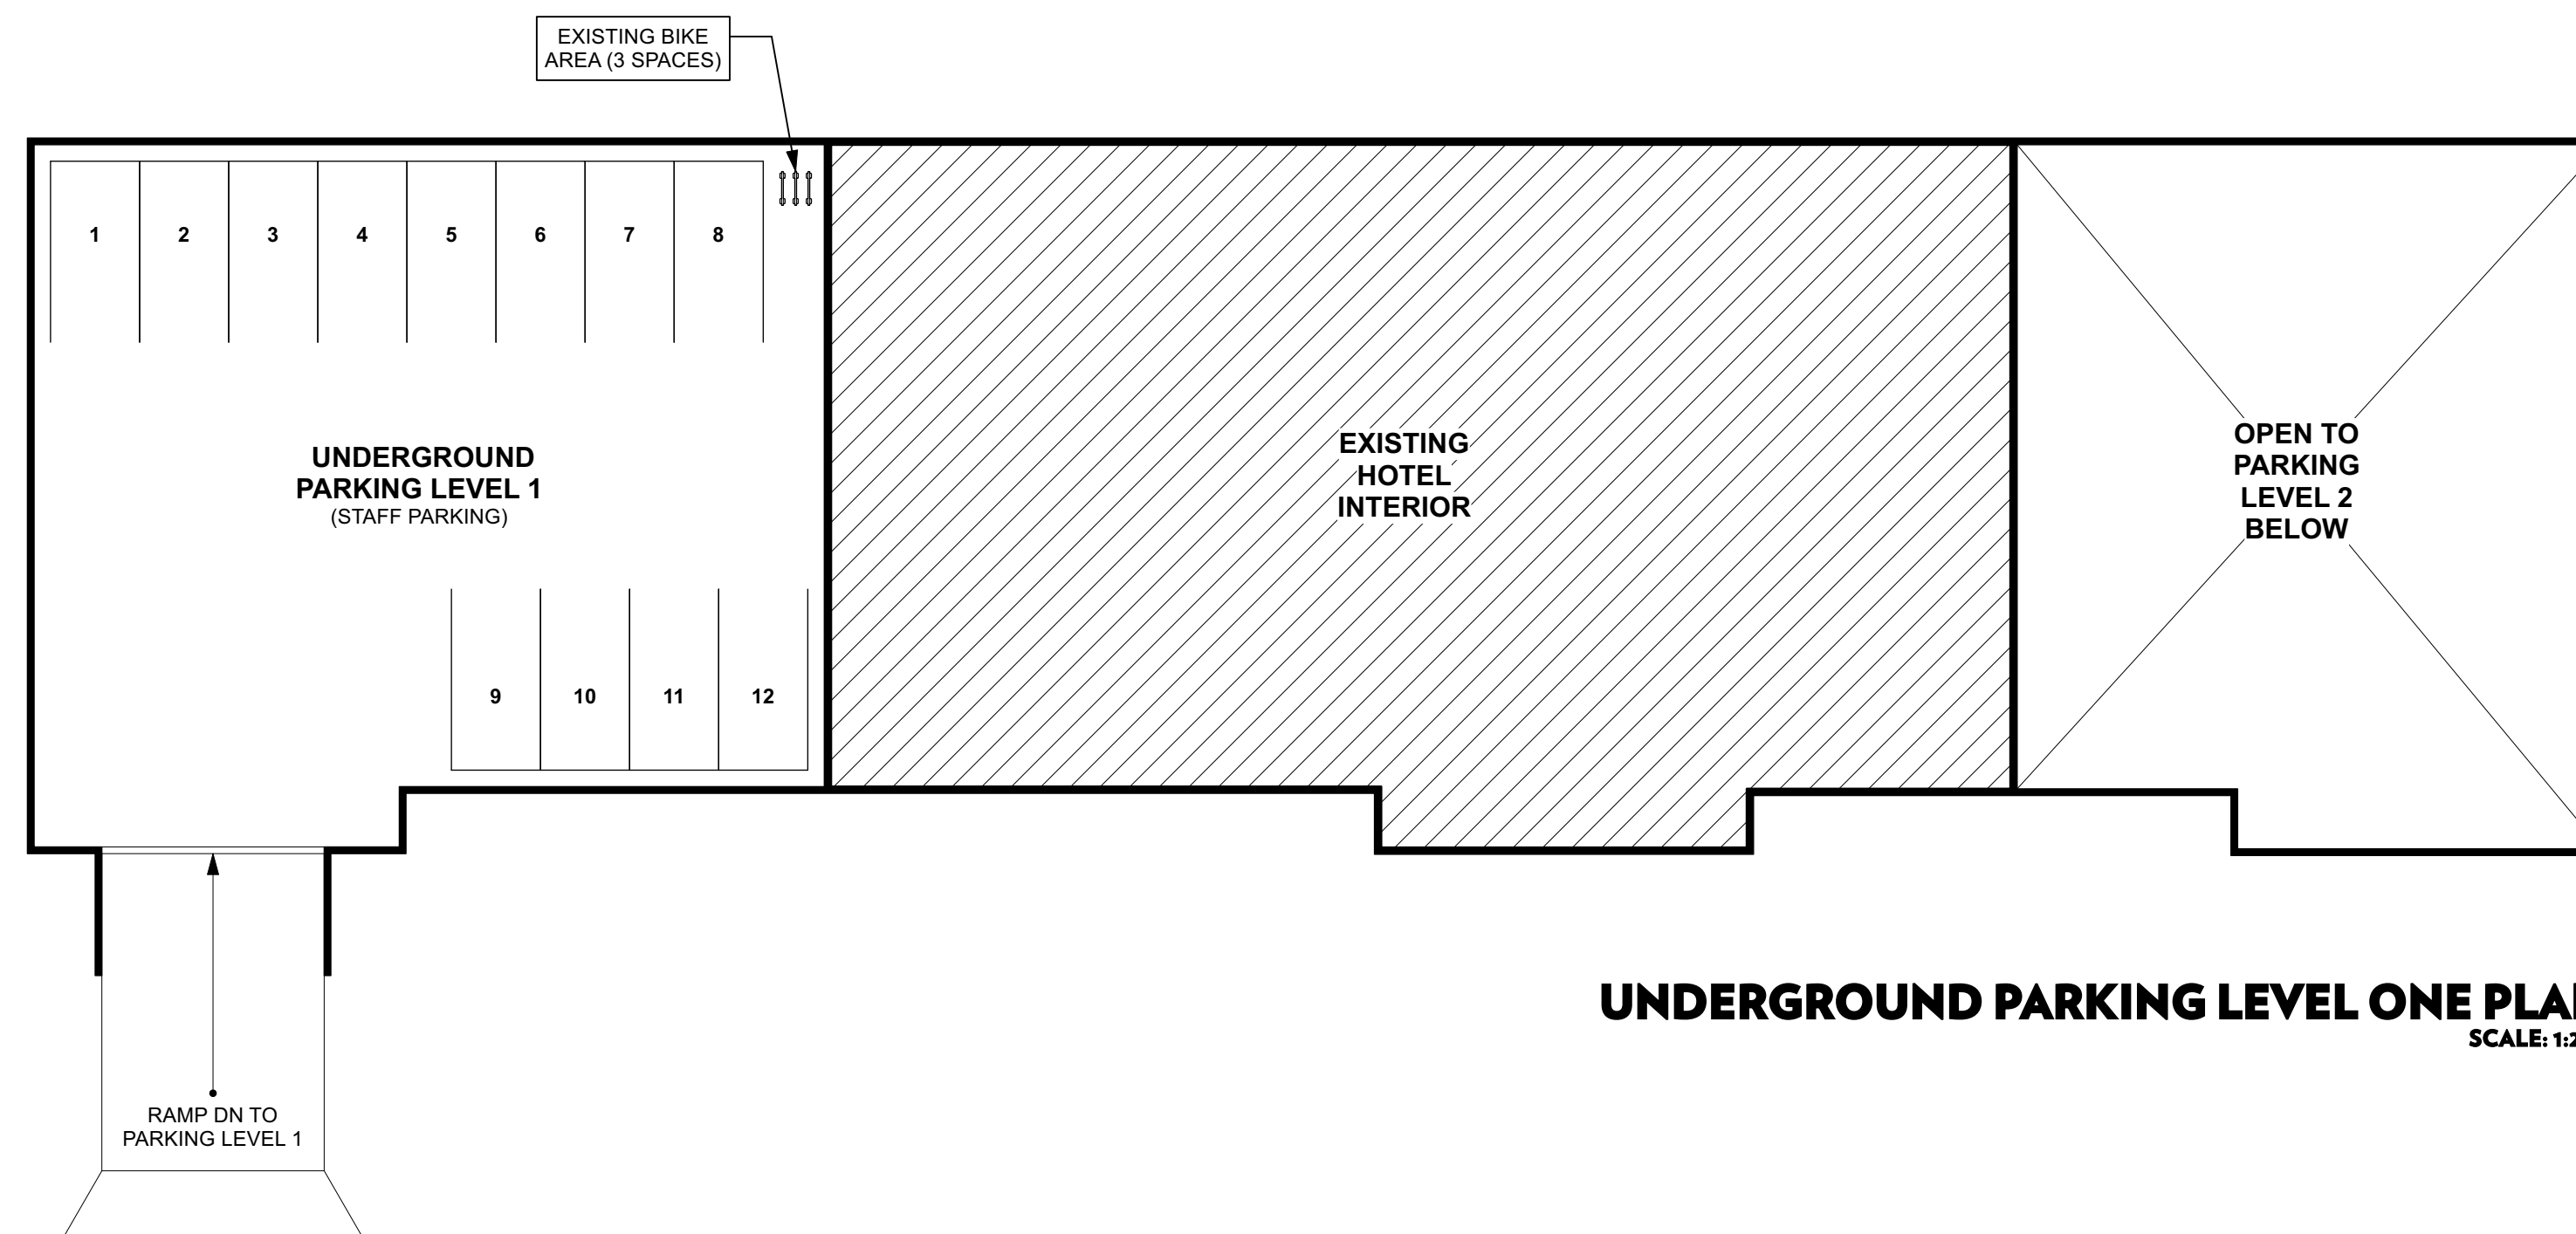 EXISTING BIKE
AREA (3 SPACES)
1 2 3 4 5 6 7 8
UNDERGROUND
PARKING LEVEL 1
(STAFF PARKING)
EXISTING
HOTEL
INTERIOR
OPEN TO
PARKING
LEVEL 2
BELOW
9 10 11 12
UNDERGROUND PARKING LEVEL ONE
SCALE:
RAMP DN TO
PARKING LEVEL 1